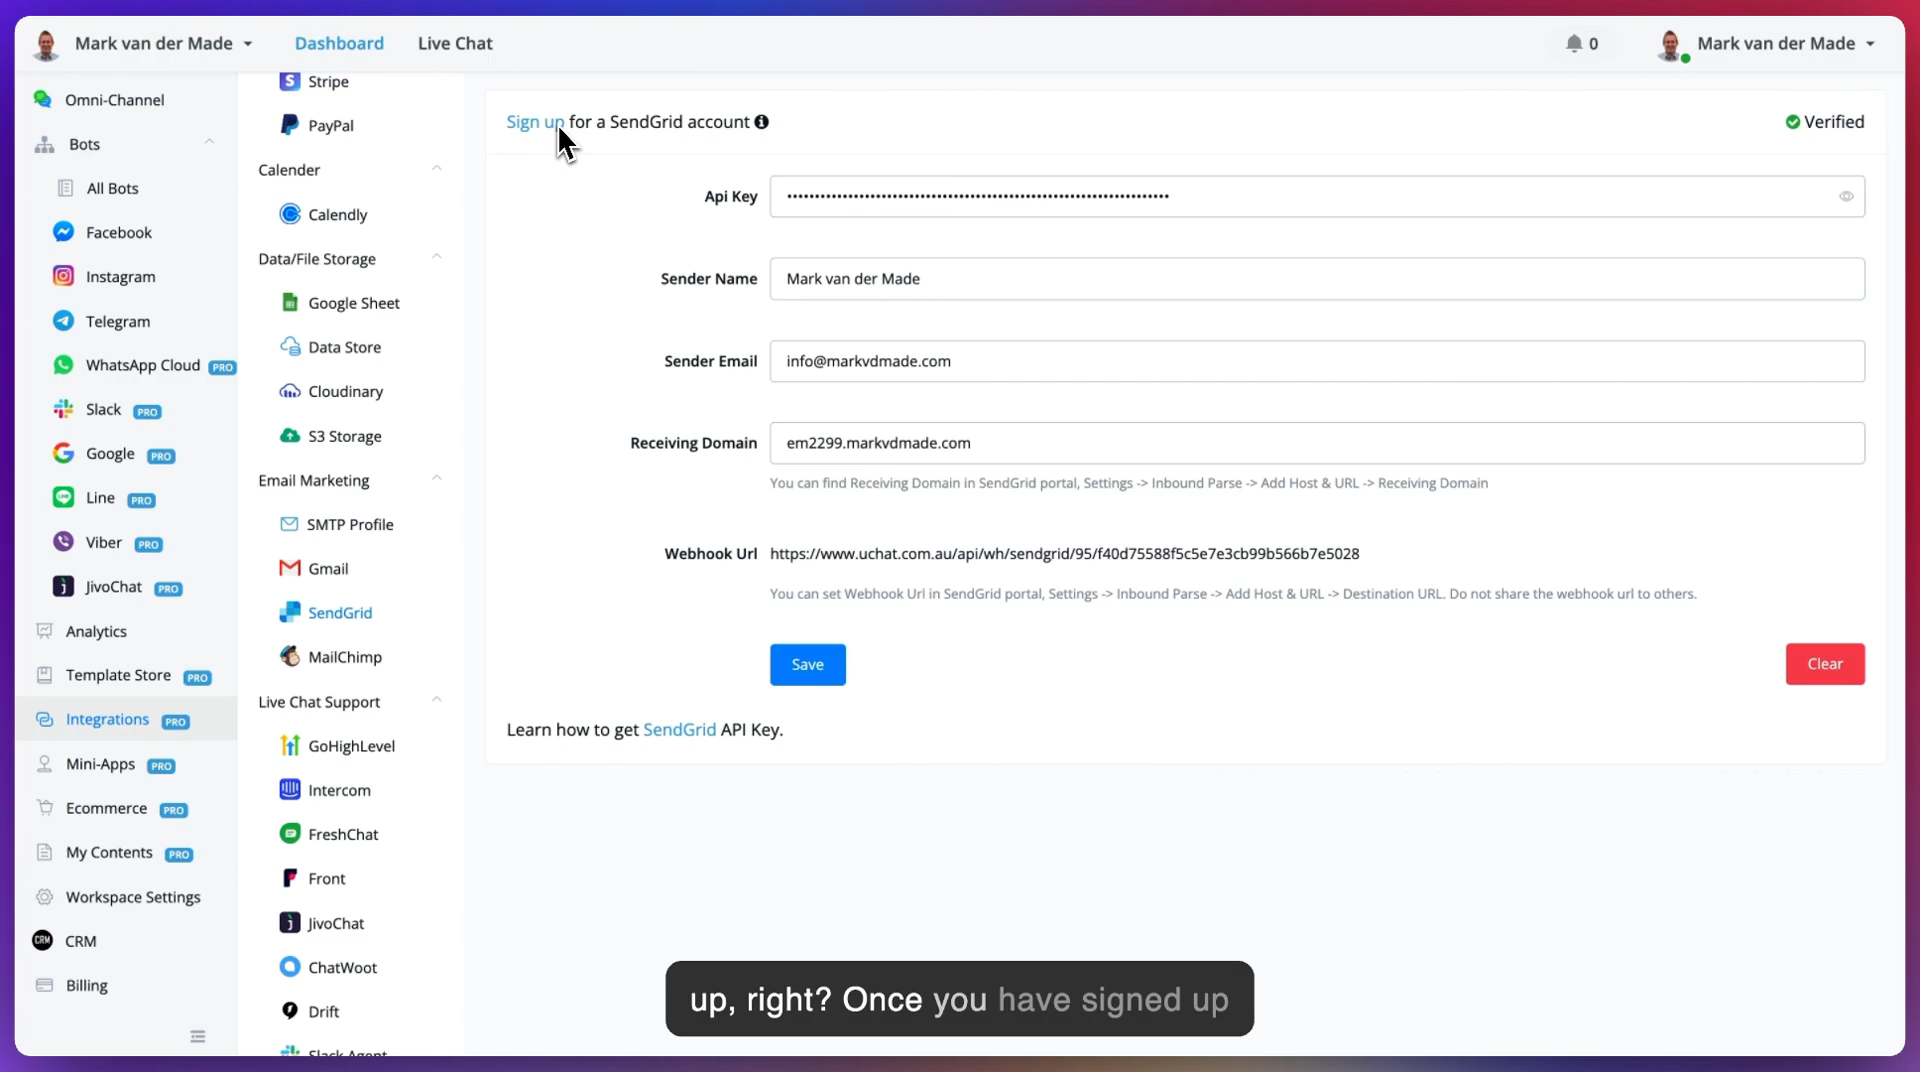 Mark van der Made
Dashboard
Live Chat
0
Mark van der Made
Omni-Channel
Bots
All Bots
Facebook
Instagram
Telegram
WhatsApp Cloud PRO
Slack PRO
Google PRO
Line PRO
Viber PRO
JivoChat PRO
Analytics
Template Store PRO
Integrations PRO
Mini-Apps PRO
Ecommerce PRO
My Contents PRO
Workspace Settings
CRM CRM
Billing
Stripe
PayPal
Calender
Calendly
Data/File Storage
Google Sheet
Data Store
Cloudinary
S3 Storage
Email Marketing
SMTP Profile
Gmail
SendGrid
MailChimp
Live Chat Support
GoHighLevel
Intercom
FreshChat
Front
JivoChat
ChatWoot
Drift
Slack Agent
Sign up for a SendGrid account
Verified
Api Key
Sender Name
Mark van der Made
Sender Email
info@markvdmade.com
Receiving Domain
em2299.markvdmade.com
You can find Receiving Domain in SendGrid portal, Settings -> Inbound Parse -> Add Host & URL -> Receiving Domain
Webhook Url
https://www.uchat.com.au/api/wh/sendgrid/95/f40d75588f5c5e7e3cb99b566b7e5028
You can set Webhook Url in SendGrid portal, Settings -> Inbound Parse -> Add Host & URL -> Destination URL. Do not share the webhook url to others.
Save
Clear
Learn how to get SendGrid API Key.
up, right? Once you have signed up